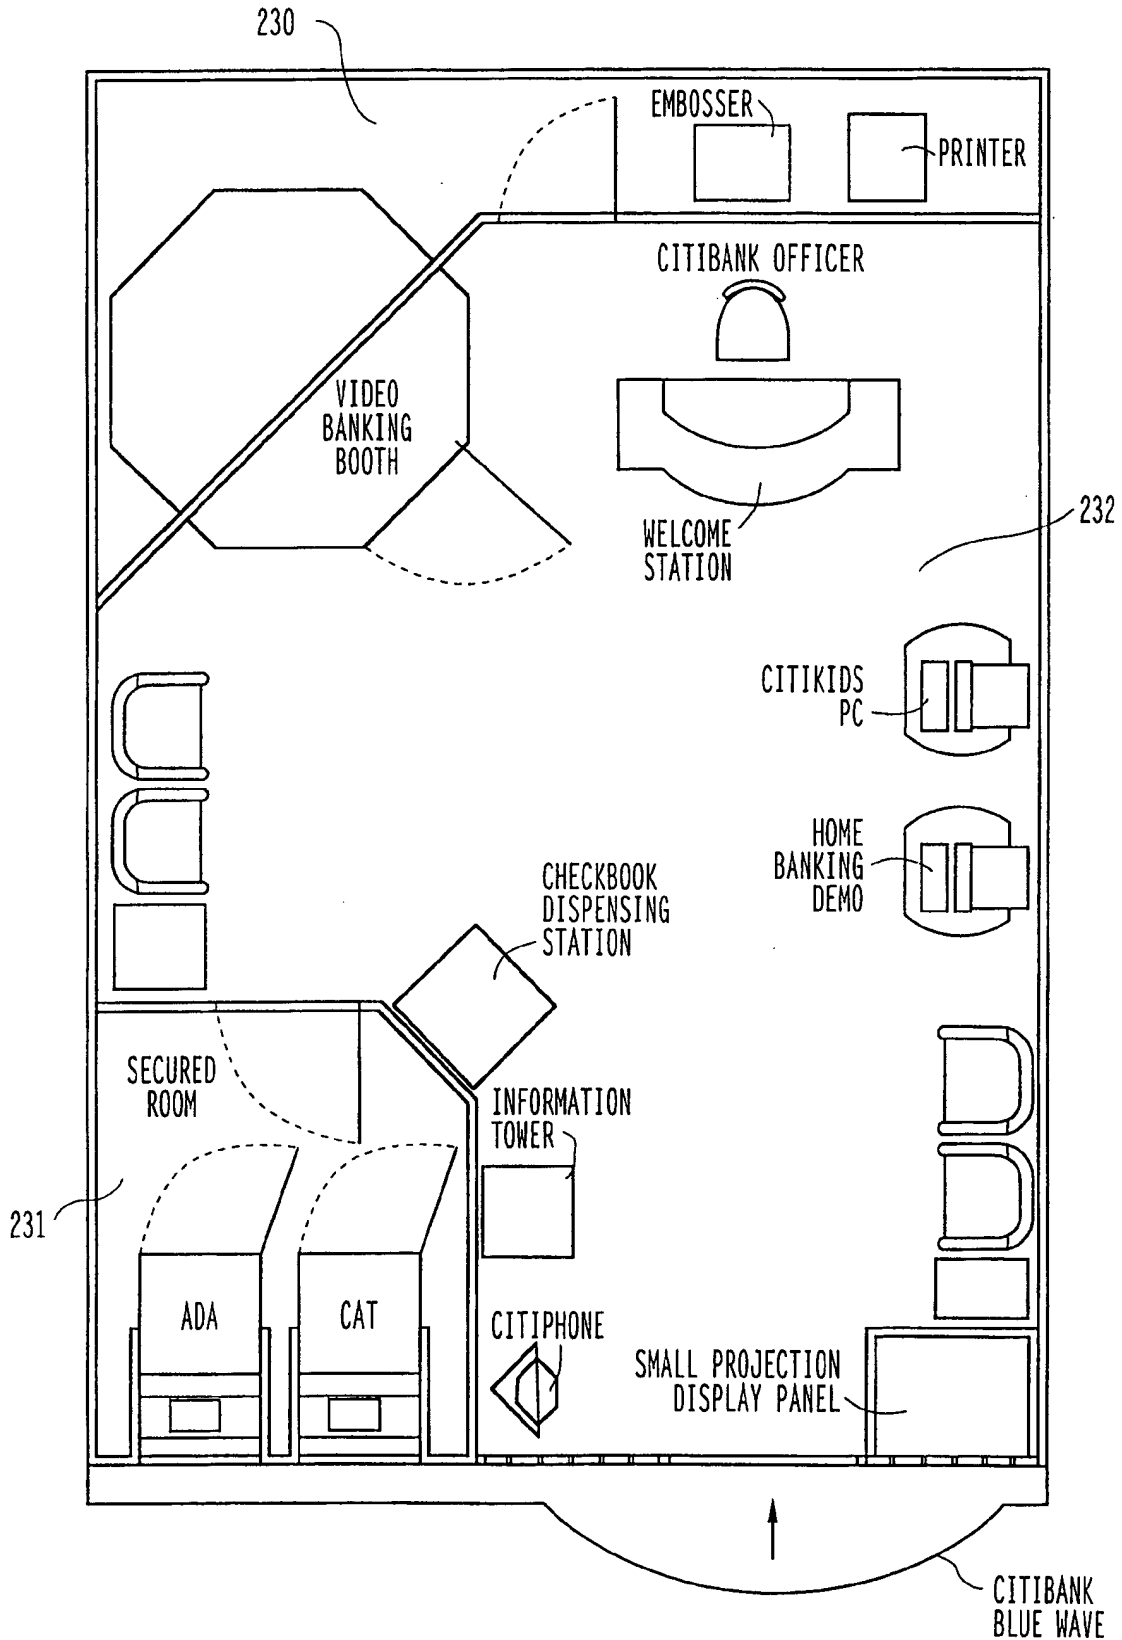 230
EMBOSSER
PRINTER
CITIBANK OFFICER
VIDEO
BANKING
BOOTH
232
WELCOME
STATION
CITIKIDS
PC
HOME
BANKING
DEMO
CHECKBOOK
DISPENSING
STATION
SECURED
ROOM
INFORMATION
TOWER
231
ADA
CAT
CITIPHONE
SMALL PROJECTION
DISPLAY PANEL
CITIBANK
BLUE WAVE